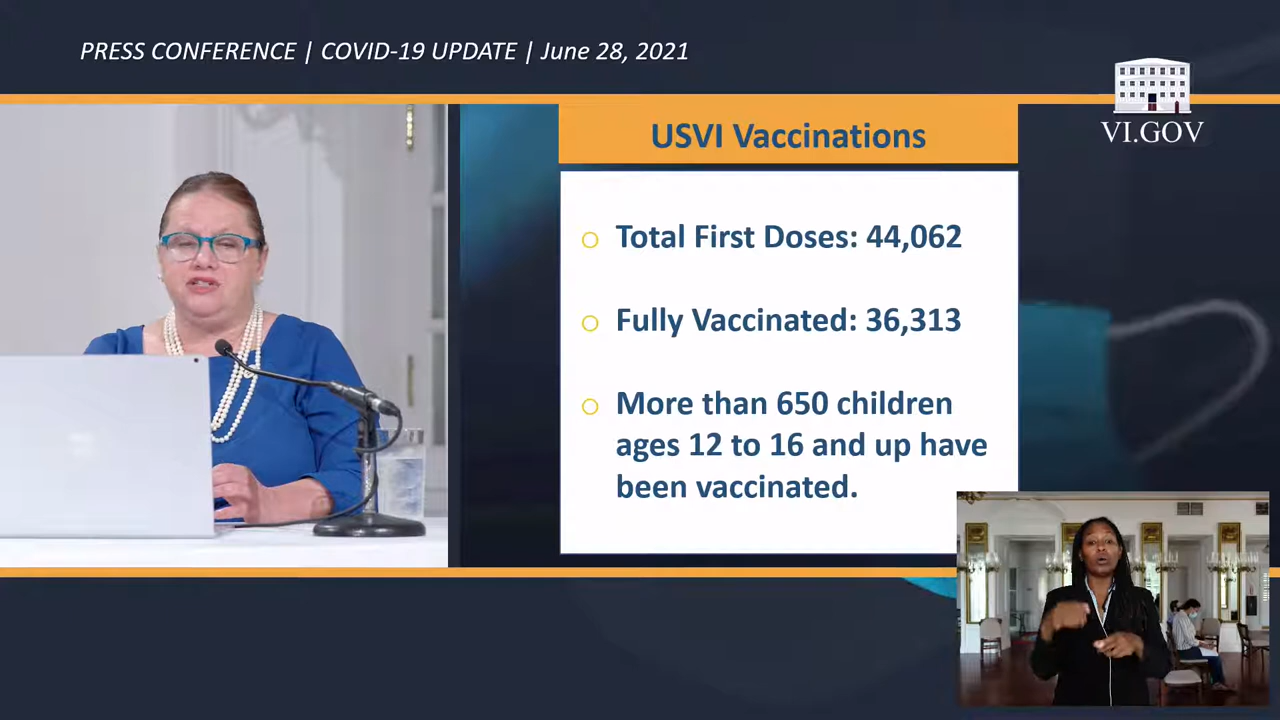 PRESS CONFERENCE | COVID-19 UPDATE | June 28, 2021
VI.GOV
USVI Vaccinations
Total First Doses: 44,062
Fully Vaccinated: 36,313
More than 650 children
ages 12 to 16 and up have
been vaccinated.